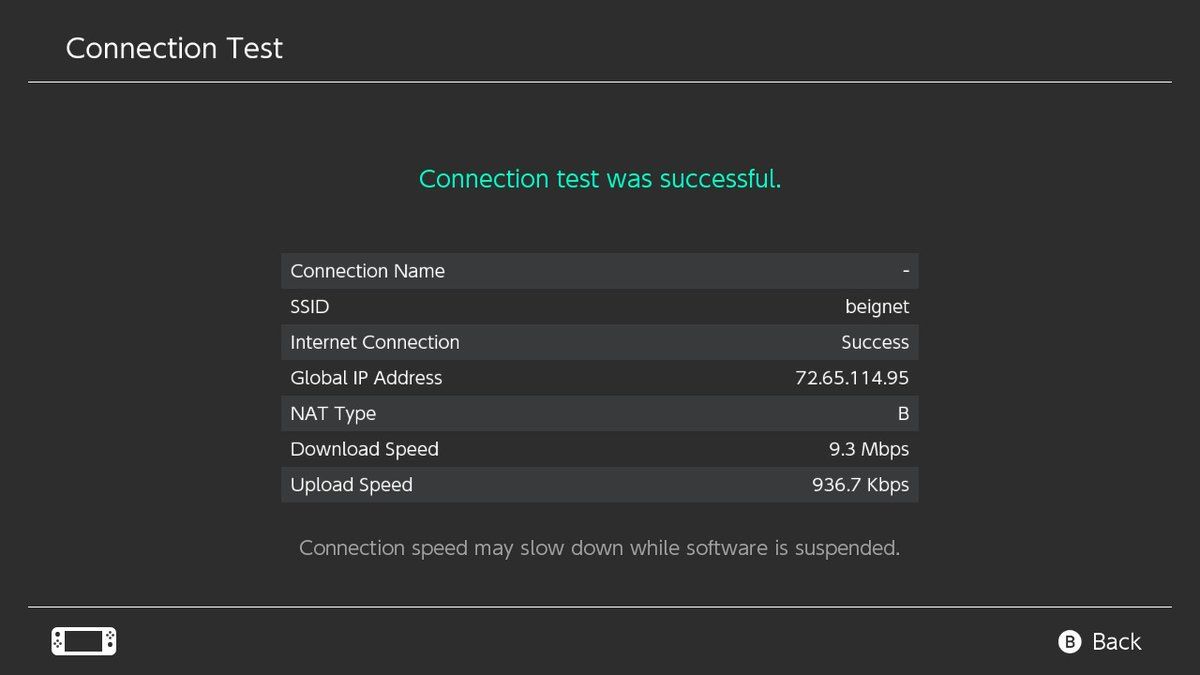 Connection Test
Connection test was successful.
Connection Name -
SSID beignet
Internet Connection Success
Global IP Address 72.65.114.95
NAT Type B
Download Speed 9.3 Mbps
Upload Speed 936.7 Kbps
Connection speed may slow down while software is suspended.
B Back